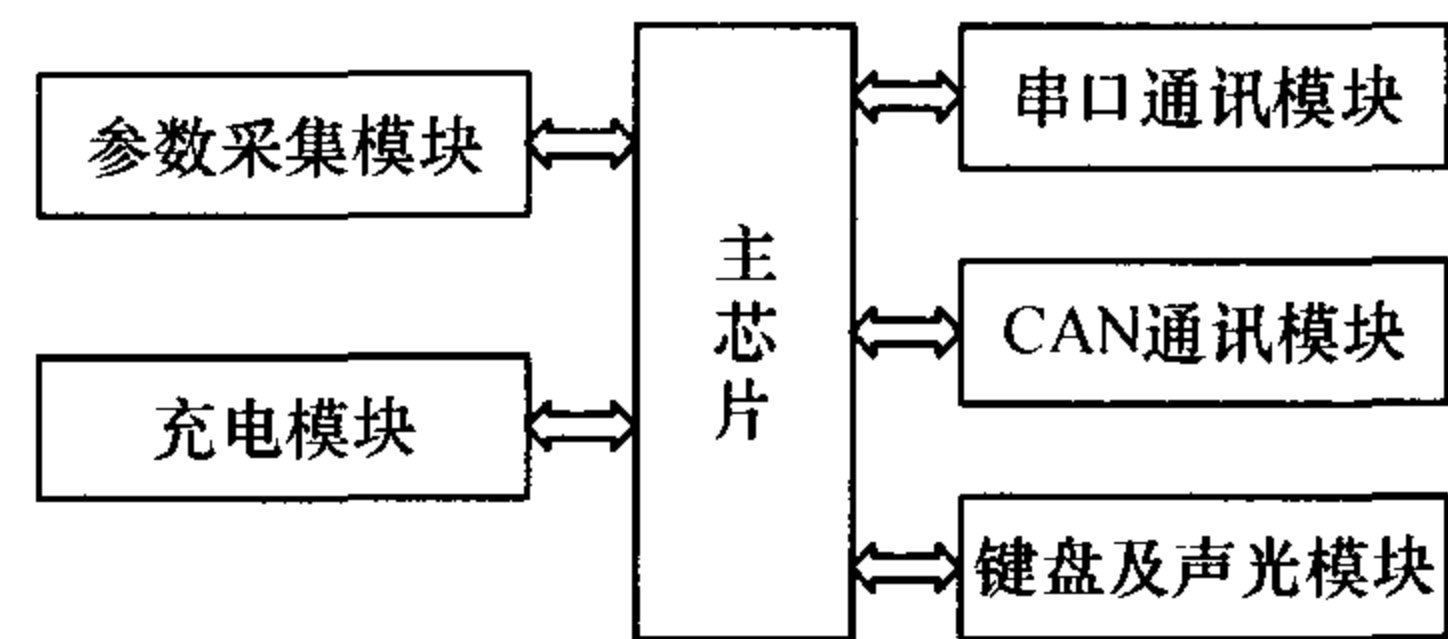 参数采集模块
充电模块
主芯片
串口通讯模块
CAN通讯模块
键盘及声光模块